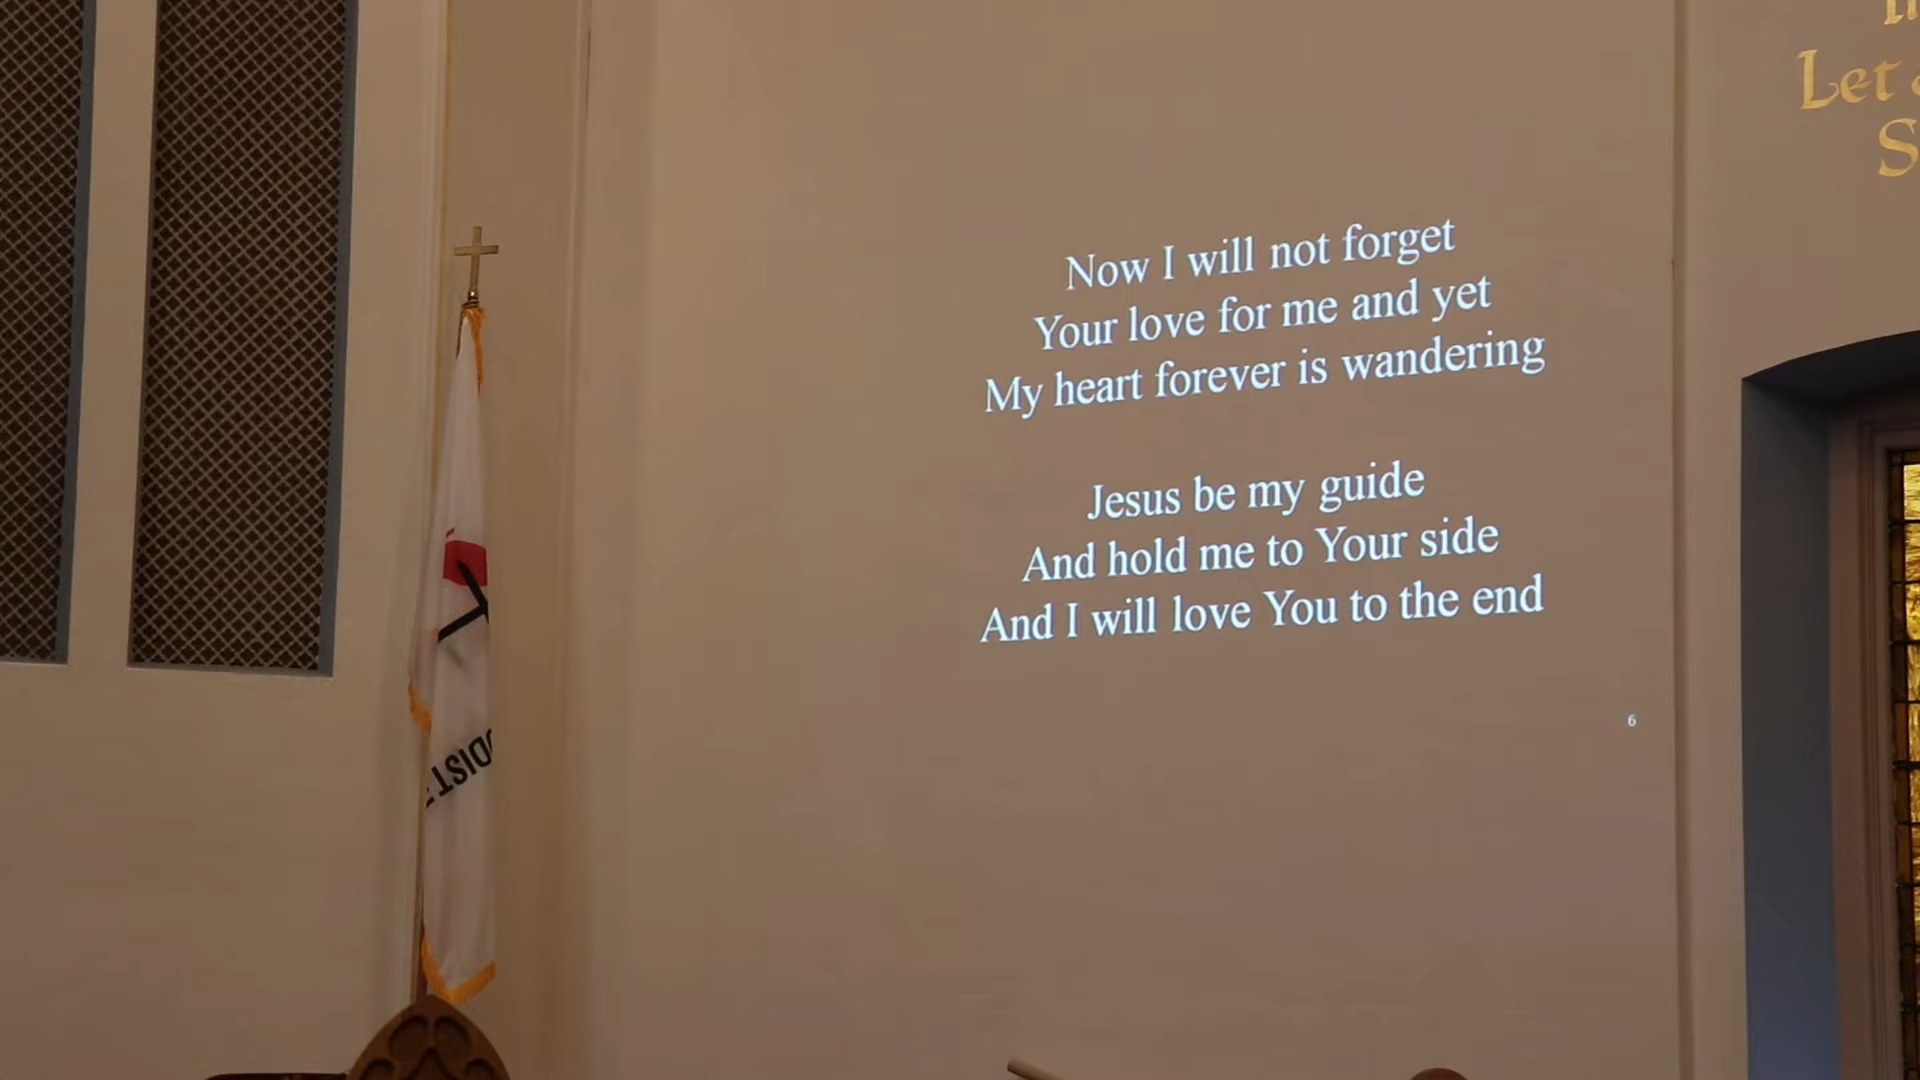 Now I will not forget
Your love for me and yet
My heart forever is wandering
Jesus be my guide
And hold me to Your side
And I will love You to the end
6
Let